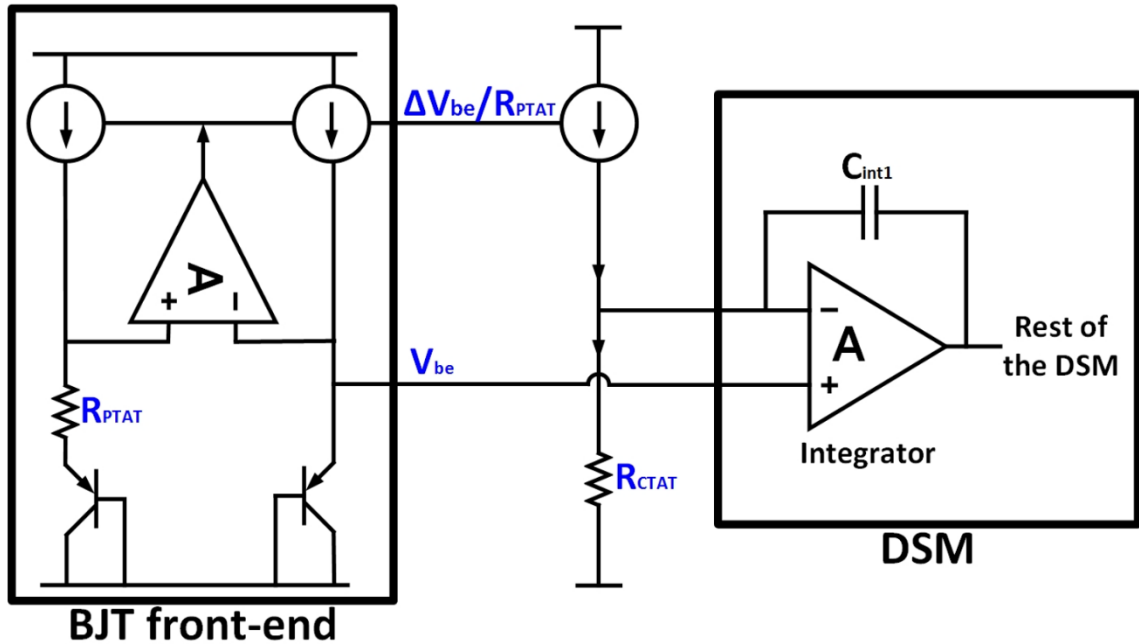 ΔVbe/RPTAT
Cint1
A
+ −
−
A
+
Rest of
the DSM
Vbe
RPTAT
Integrator
RCTAT
DSM
BJT front-end